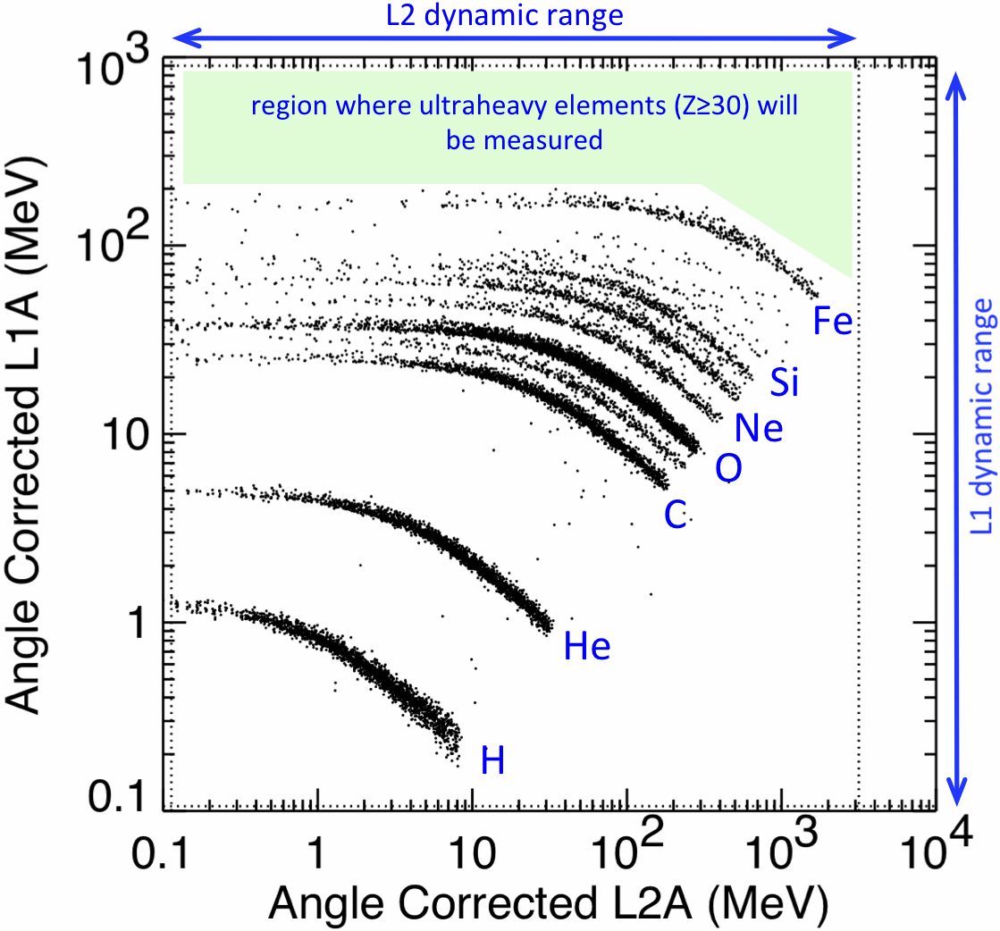 L2 dynamic range
10³
region where ultraheavy elements (Z≥30) will
be measured
10²
10
1
0.1
Angle Corrected L1A (MeV)
Fe
Si
Ne
O
C
He
H
L1 dynamic range
0.1 1 10 10² 10³ 10⁴
Angle Corrected L2A (MeV)